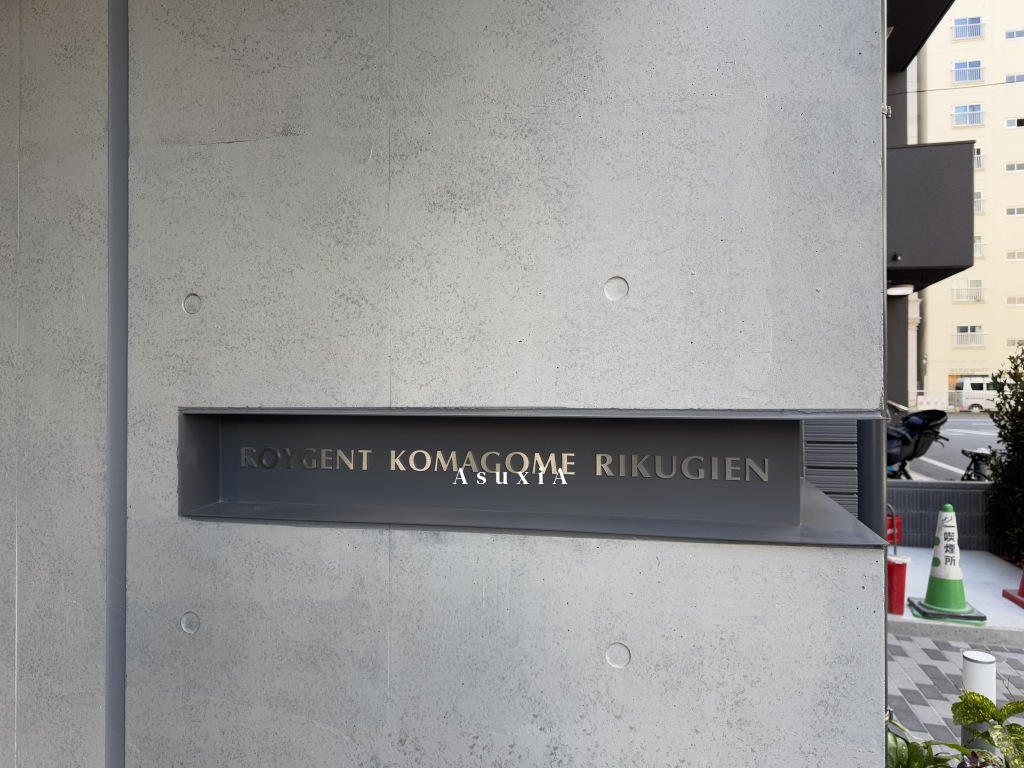 ROYGENT KOMAGOME RIKUGIEN
AsuxiA
喫煙所